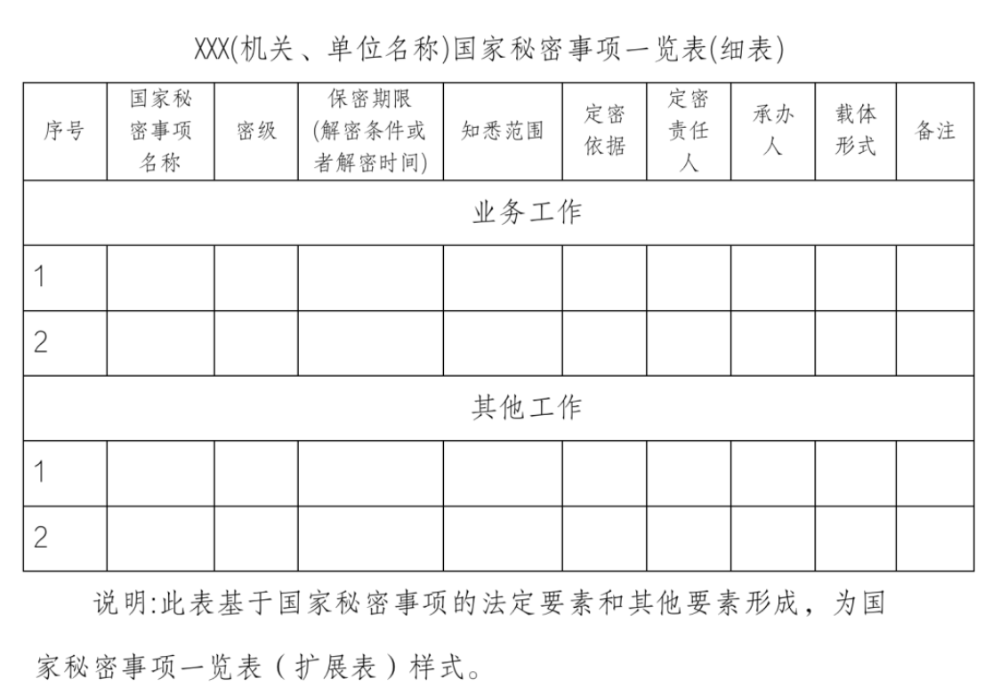 XXX(机关、单位名称)国家秘密事项一览表(细表)
序号 国家秘密事项名称 密级 保密期限(解密条件或者解密时间) 知悉范围 定密依据 定密责任人 承办人 载体形式 备注
业务工作
1
2
其他工作
1
2
说明:此表基于国家秘密事项的法定要素和其他要素形成，为国
家秘密事项一览表（扩展表）样式。